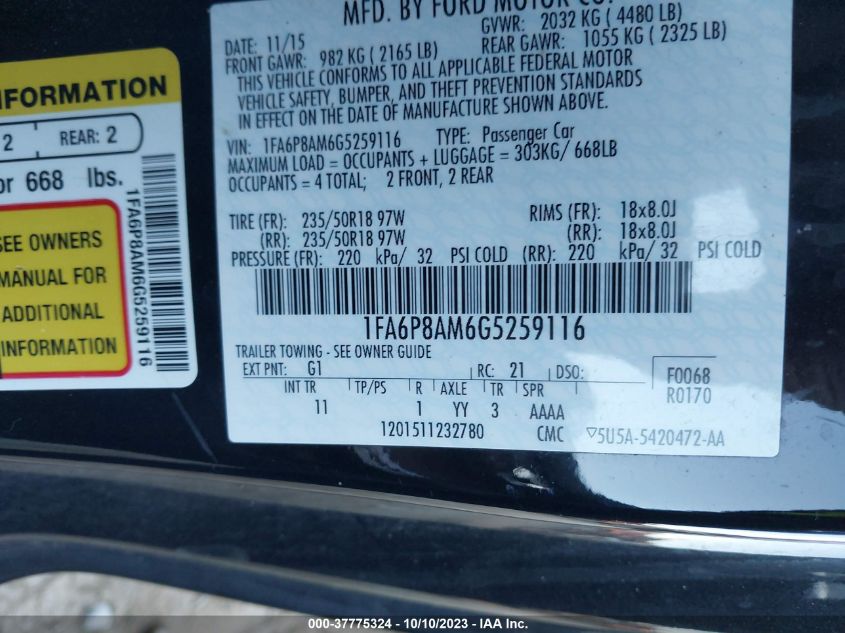 INFORMATION
2 REAR: 2
or 668 lbs.
SEE OWNERS
MANUAL FOR
ADDITIONAL
INFORMATION
1FA6P8AM6G5259116
MFD. BY FORD MOTOR CO.
DATE: 11/15 GVWR: 2032 KG ( 4480 LB)
FRONT GAWR: 982 KG ( 2165 LB) REAR GAWR: 1055 KG ( 2325 LB)
THIS VEHICLE CONFORMS TO ALL APPLICABLE FEDERAL MOTOR
VEHICLE SAFETY, BUMPER, AND THEFT PREVENTION STANDARDS
IN EFFECT ON THE DATE OF MANUFACTURE SHOWN ABOVE.
VIN: 1FA6P8AM6G5259116 TYPE: Passenger Car
MAXIMUM LOAD = OCCUPANTS + LUGGAGE = 303KG/ 668LB
OCCUPANTS = 4 TOTAL; 2 FRONT, 2 REAR
TIRE (FR): 235/50R18 97W RIMS (FR): 18x8.0J
(RR): 235/50R18 97W (RR): 18x8.0J
PRESSURE (FR): 220 kPa/ 32 PSI COLD (RR): 220 kPa/ 32 PSI COLD
1FA6P8AM6G5259116
TRAILER TOWING - SEE OWNER GUIDE
EXT PNT: G1 RC: 21 DSO: F0068
R0170
INT TR TP/PS R AXLE TR SPR
11 1 YY 3 AAAA
1201511232780 CMC ▽5U5A-5420472-AA
000-37775324 - 10/10/2023 - IAA Inc.